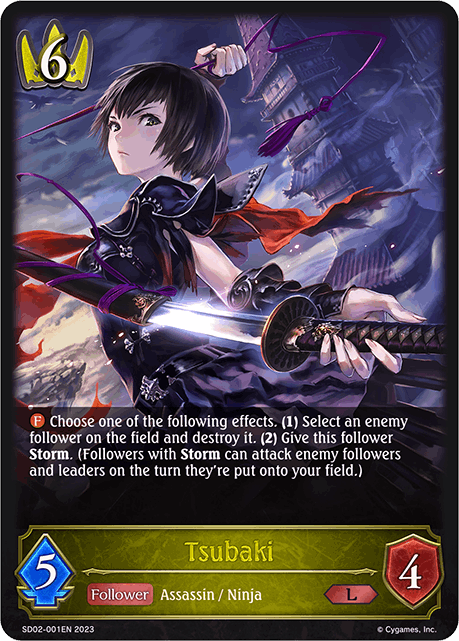 6
F Choose one of the following effects. (1) Select an enemy
follower on the field and destroy it. (2) Give this follower
Storm. (Followers with Storm can attack enemy followers
and leaders on the turn they're put onto your field.)
Tsubaki
5
Follower Assassin / Ninja L
4
SD02-001EN 2023 © Cygames, Inc.